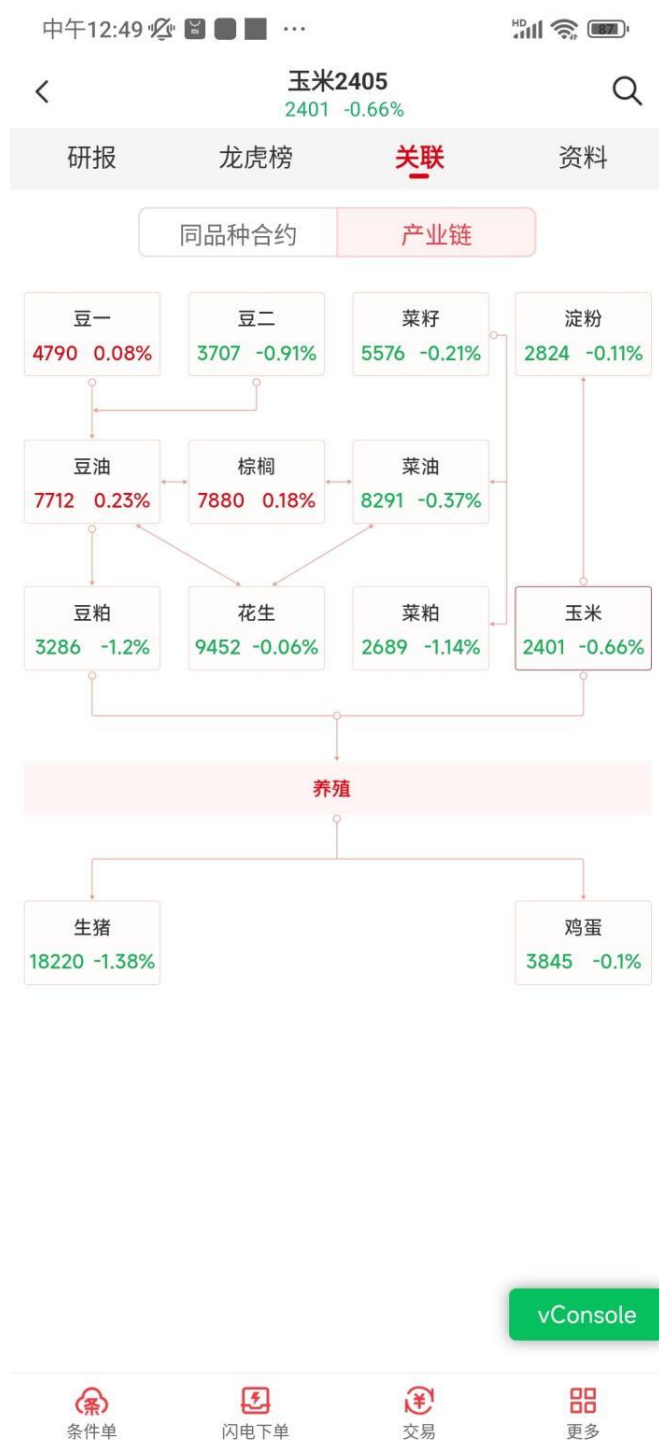 中午12:49
HD
87
玉米2405
2401 -0.66%
研报 龙虎榜 关联 资料
同品种合约 产业链
豆一 豆二 菜籽 淀粉
4790 0.08% 3707 -0.91% 5576 -0.21% 2824 -0.11%
豆油 棕榈 菜油
7712 0.23% 7880 0.18% 8291 -0.37%
豆粕 花生 菜粕 玉米
3286 -1.2% 9452 -0.06% 2689 -1.14% 2401 -0.66%
养殖
生猪 鸡蛋
18220 -1.38% 3845 -0.1%
vConsole
条 ¥
条件单 闪电下单 交易 更多